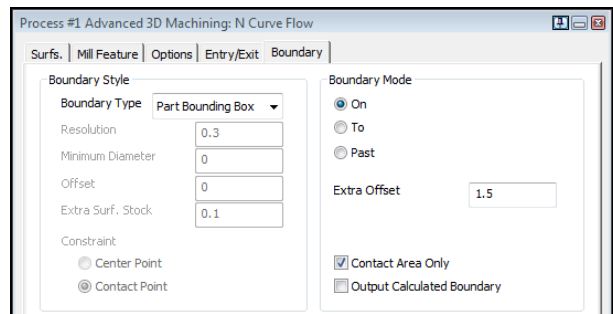 Process #1 Advanced 3D Machining: N Curve Flow
Surfs. Mill Feature Options Entry/Exit Boundary
Boundary Style
Boundary Type Part Bounding Box
Resolution 0.3
Minimum Diameter 0
Offset 0
Extra Surf. Stock 0.1
Constraint
Center Point
Contact Point
Boundary Mode
On
To
Past
Extra Offset 1.5
Contact Area Only
Output Calculated Boundary